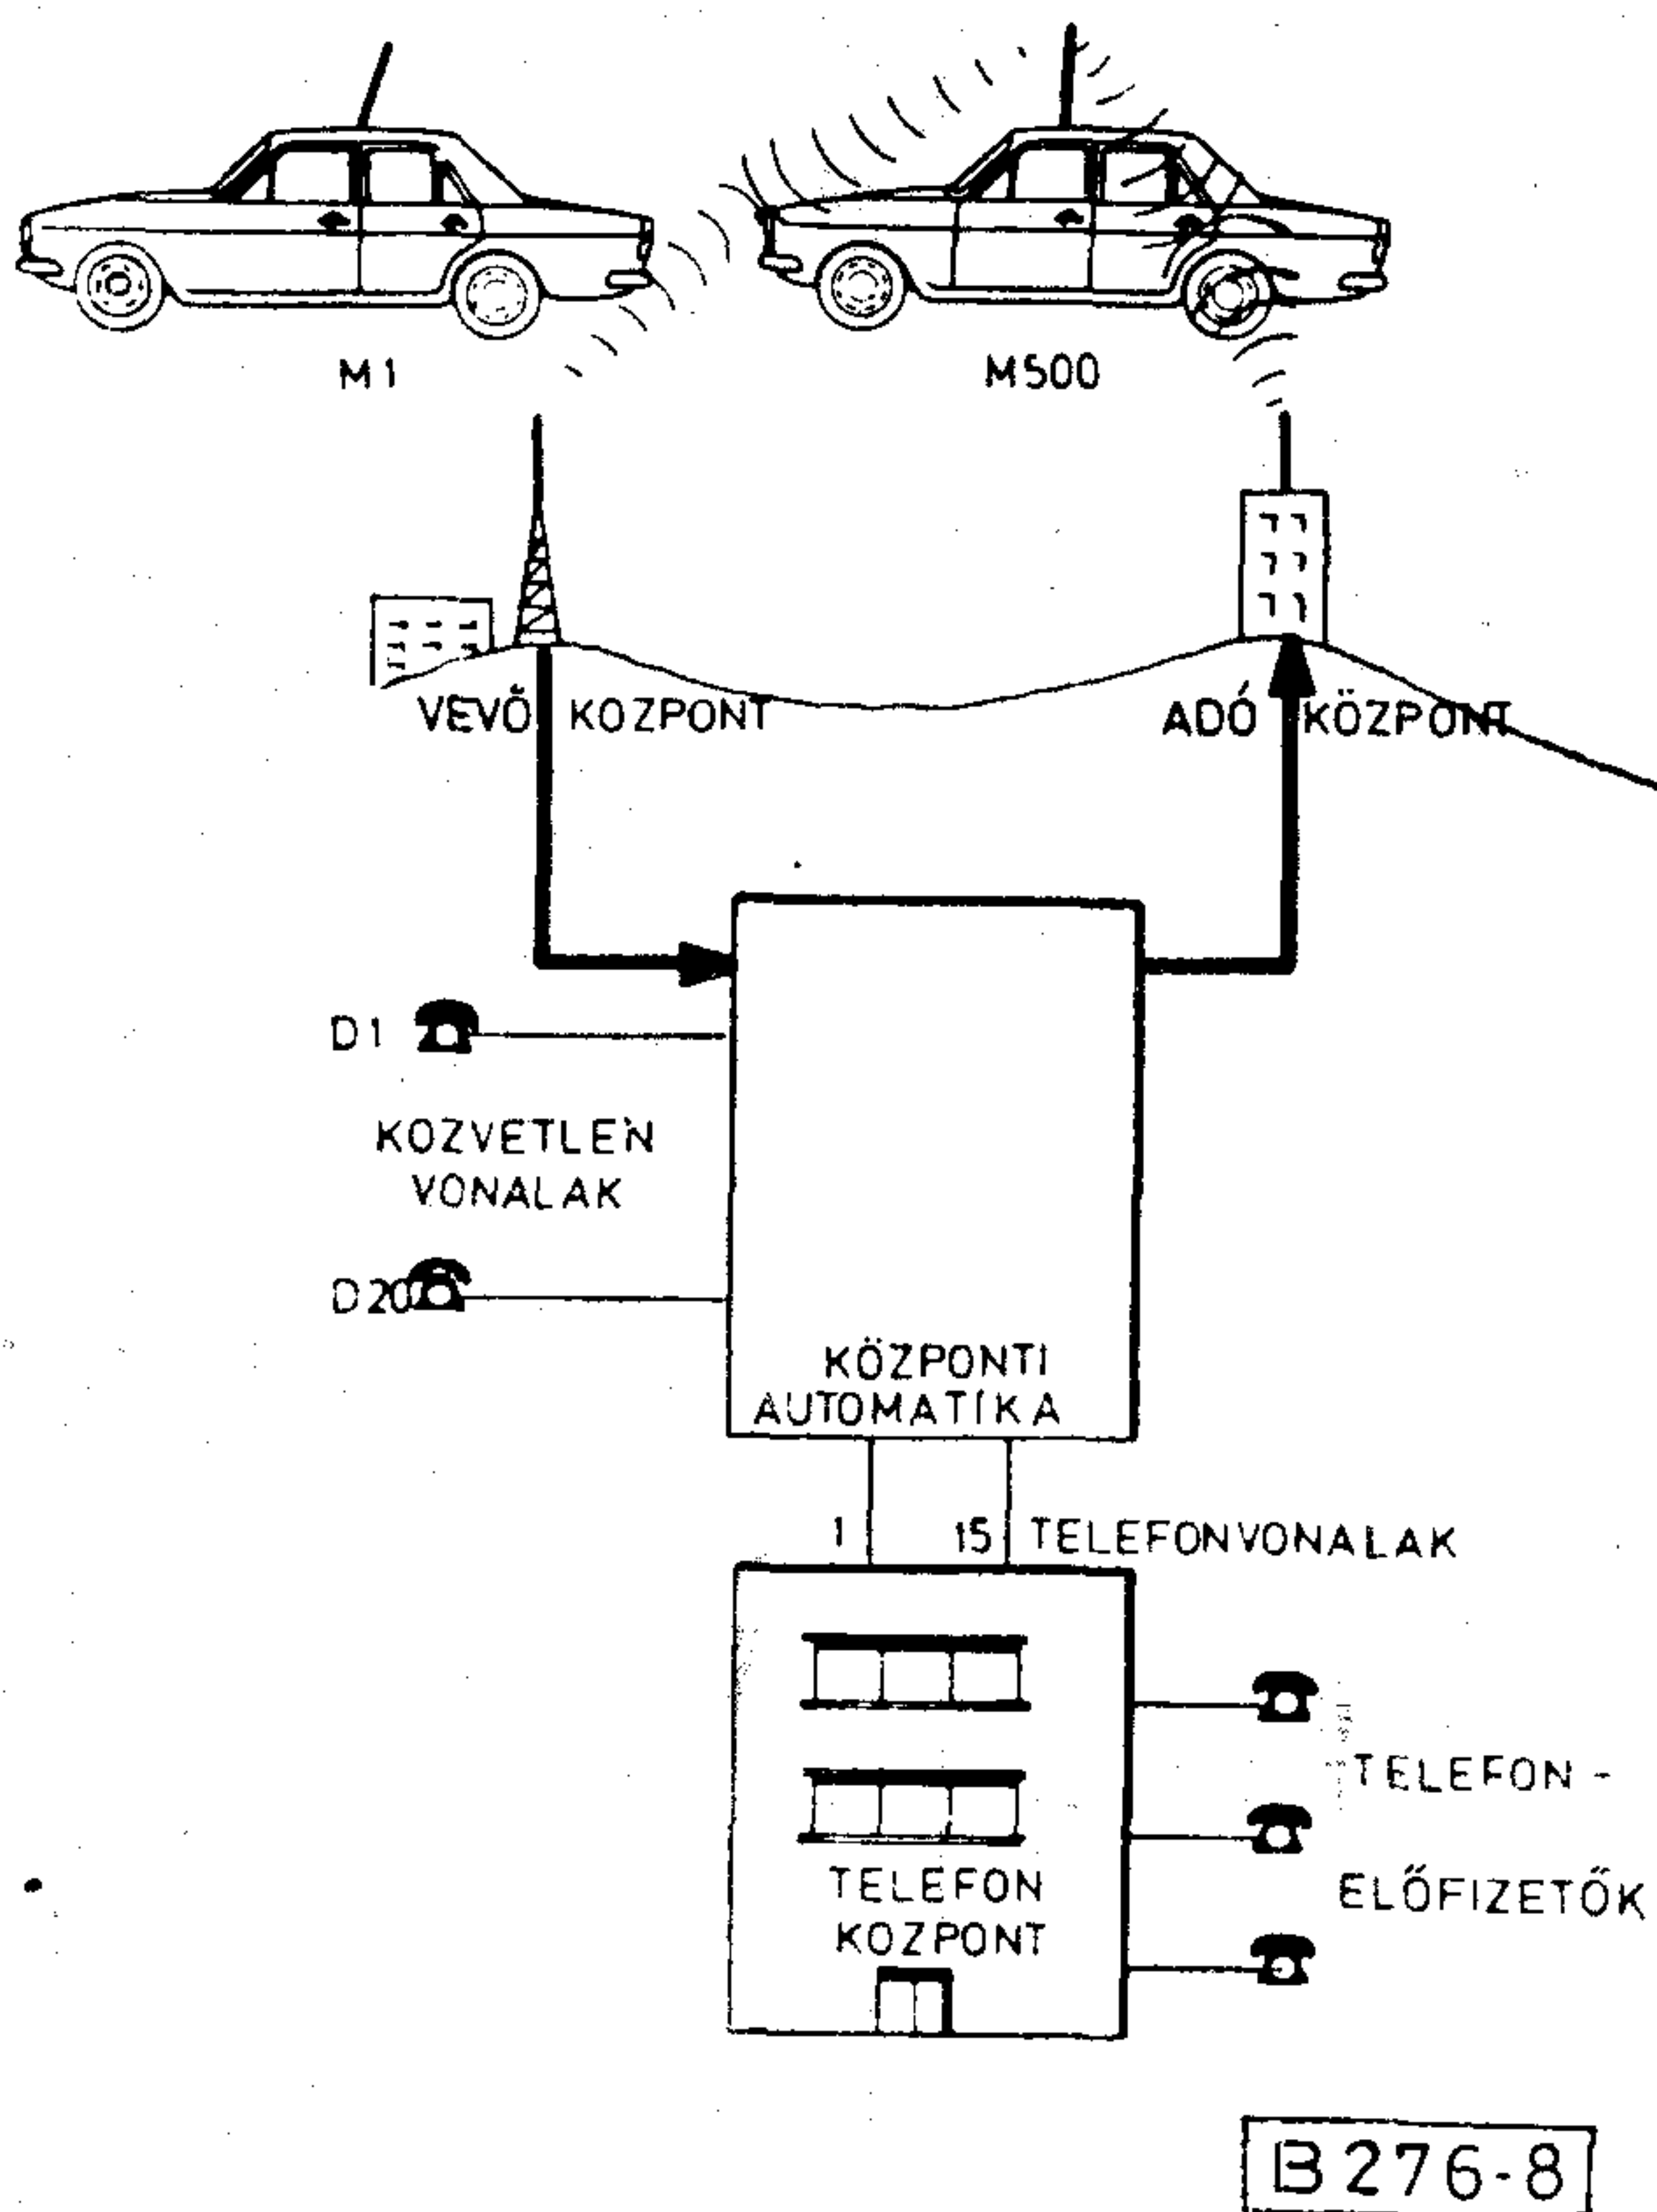 M1
M500
VEVŐ KOZPONT
ADÓ KÖZPONT
D1
KOZVETLEN
VONALAK
D20
KÖZPONTI
AUTOMATIKA
1 15 TELEFONVONALAK
TELEFON-
ELŐFIZETŐK
TELEFON
KOZPONT
B276-8